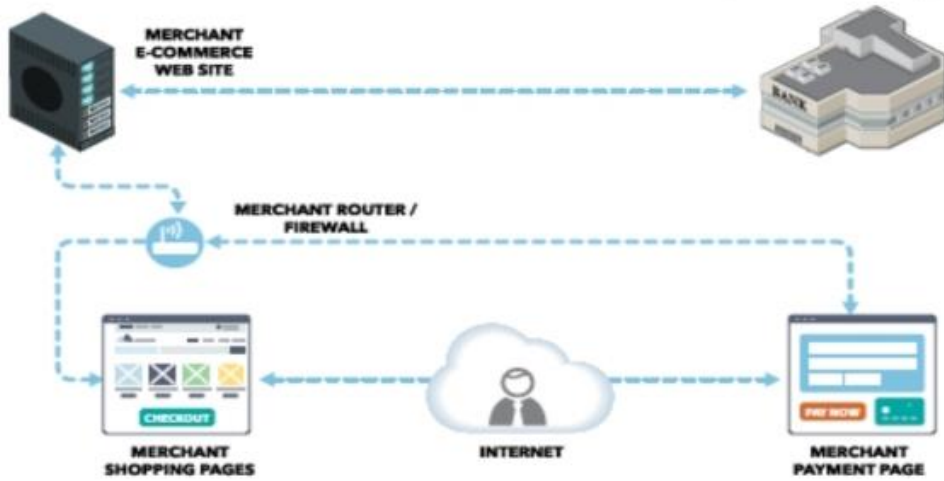 MERCHANT
E-COMMERCE
WEB SITE
BANK
MERCHANT ROUTER /
FIREWALL
CHECKOUT
PAY NOW
MERCHANT
SHOPPING PAGES
INTERNET
MERCHANT
PAYMENT PAGE